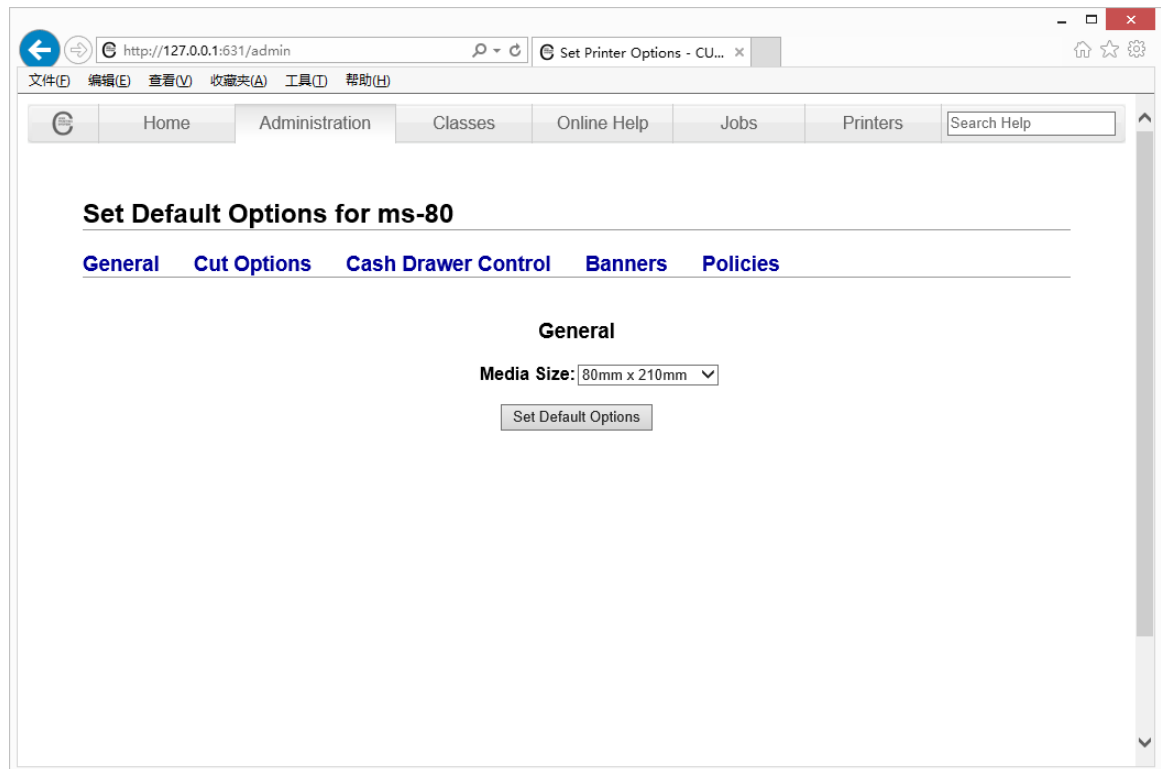 http://127.0.0.1:631/admin
Set Printer Options - CU...
文件(F) 编辑(E) 查看(V) 收藏夹(A) 工具(T) 帮助(H)
Home Administration Classes Online Help Jobs Printers Search Help
Set Default Options for ms-80
General Cut Options Cash Drawer Control Banners Policies
General
Media Size: 80mm x 210mm
Set Default Options